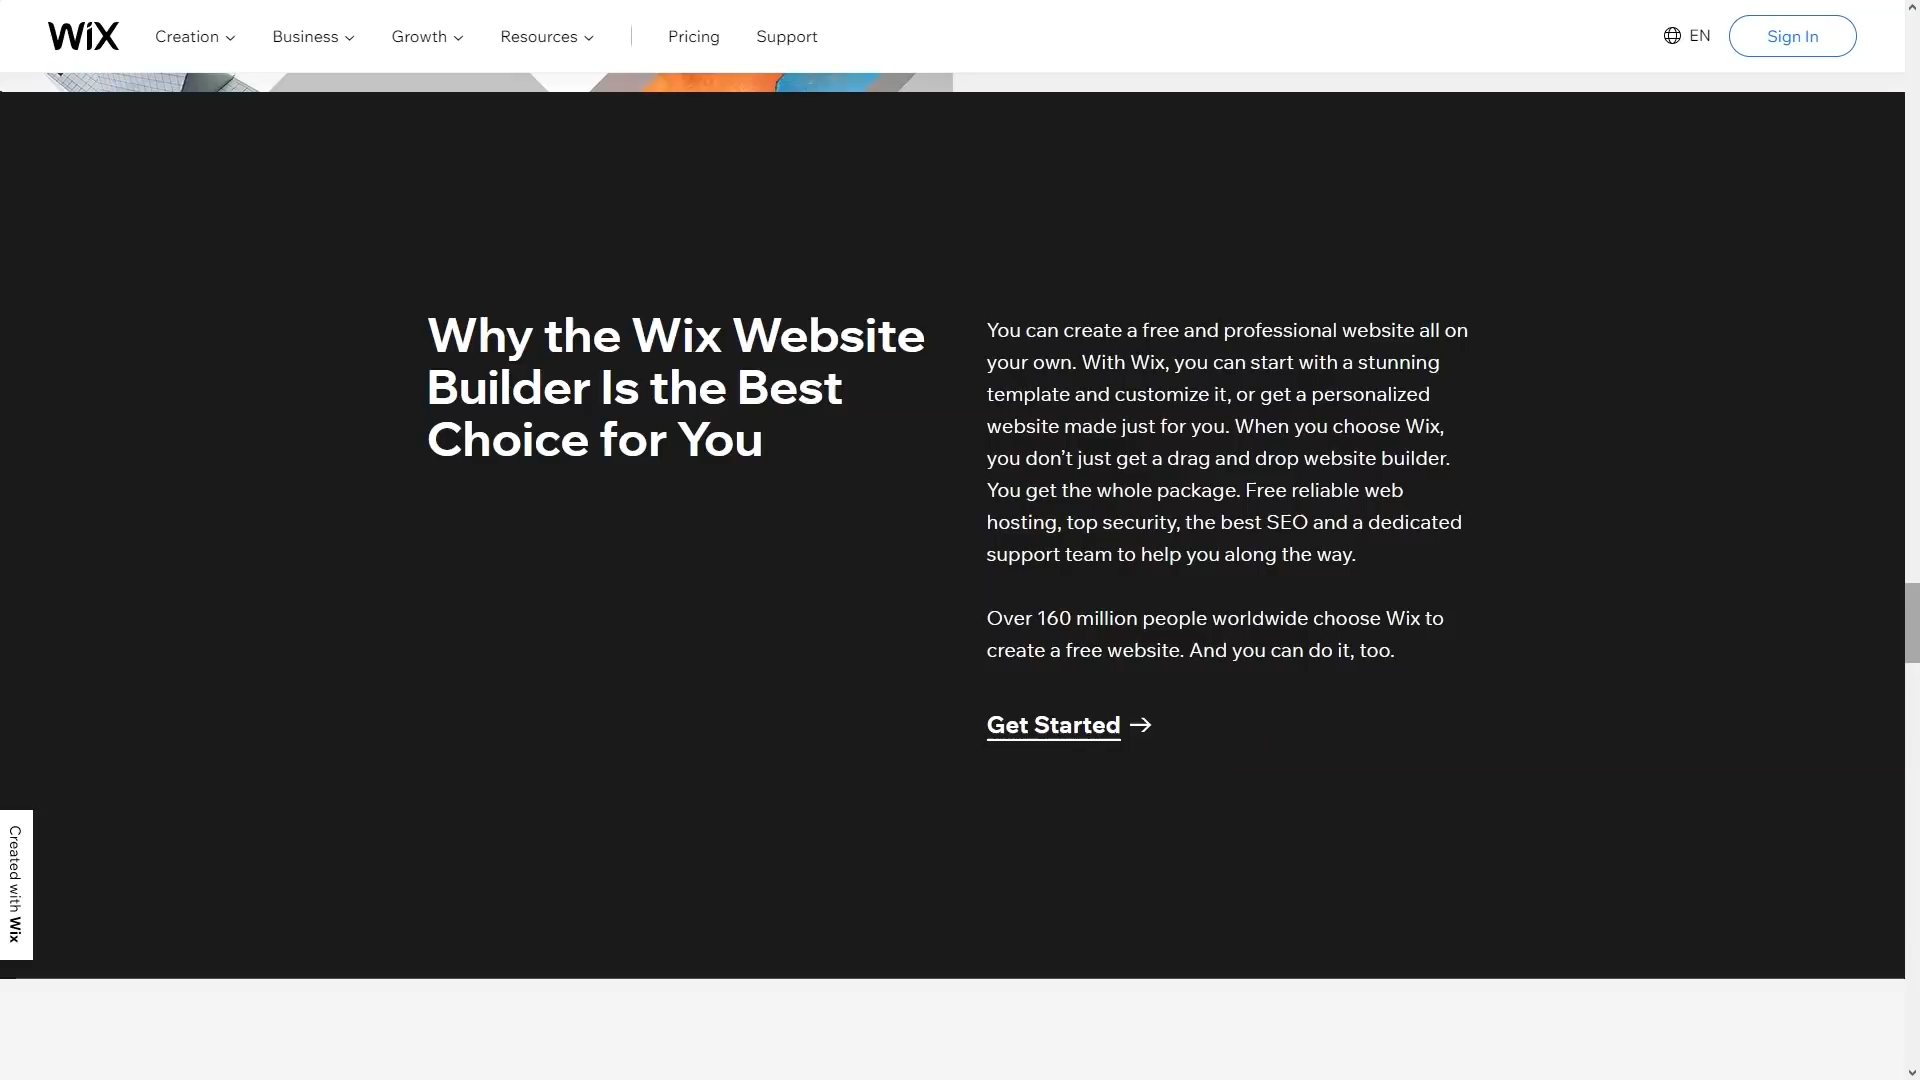 WiX
Creation
Business
Growth
Resources
Pricing
Support
EN
Sign In
Why the Wix Website
Builder Is the Best
Choice for You
You can create a free and professional website all on
your own. With Wix, you can start with a stunning
template and customize it, or get a personalized
website made just for you. When you choose Wix,
you don’t just get a drag and drop website builder.
You get the whole package. Free reliable web
hosting, top security, the best SEO and a dedicated
support team to help you along the way.
Over 160 million people worldwide choose Wix to
create a free website. And you can do it, too.
Get Started →
Created with Wix